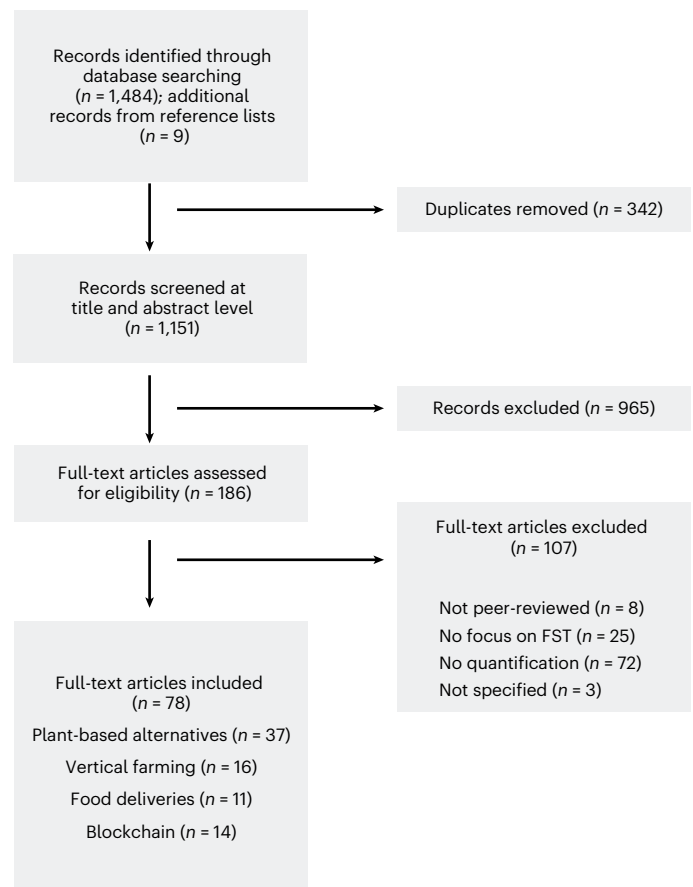 Records identified through
database searching
(n = 1,484); additional
records from reference lists
(n = 9)
Duplicates removed (n = 342)
Records screened at
title and abstract level
(n = 1,151)
Records excluded (n = 965)
Full-text articles assessed
for eligibility (n = 186)
Full-text articles excluded
(n = 107)
Not peer-reviewed (n = 8)
No focus on FST (n = 25)
No quantification (n = 72)
Not specified (n = 3)
Full-text articles included
(n = 78)
Plant-based alternatives (n = 37)
Vertical farming (n = 16)
Food deliveries (n = 11)
Blockchain (n = 14)